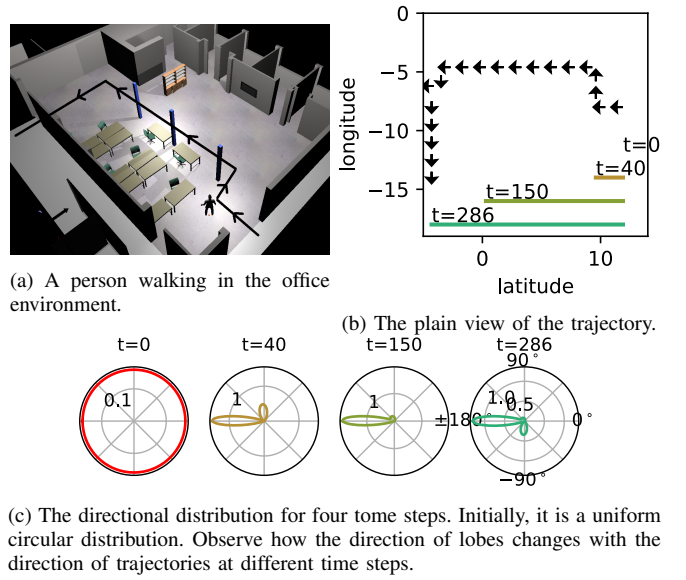 0
−5
−10
−15
longitude
t=0
t=40
t=150
t=286
0
10
latitude
(a) A person walking in the office
environment.
(b) The plain view of the trajectory.
t=0
t=40
t=150
t=286
0.1
1
1
1.0
0.5
90°
±180°
0°
−90°
(c) The directional distribution for four tome steps. Initially, it is a uniform
circular distribution. Observe how the direction of lobes changes with the
direction of trajectories at different time steps.